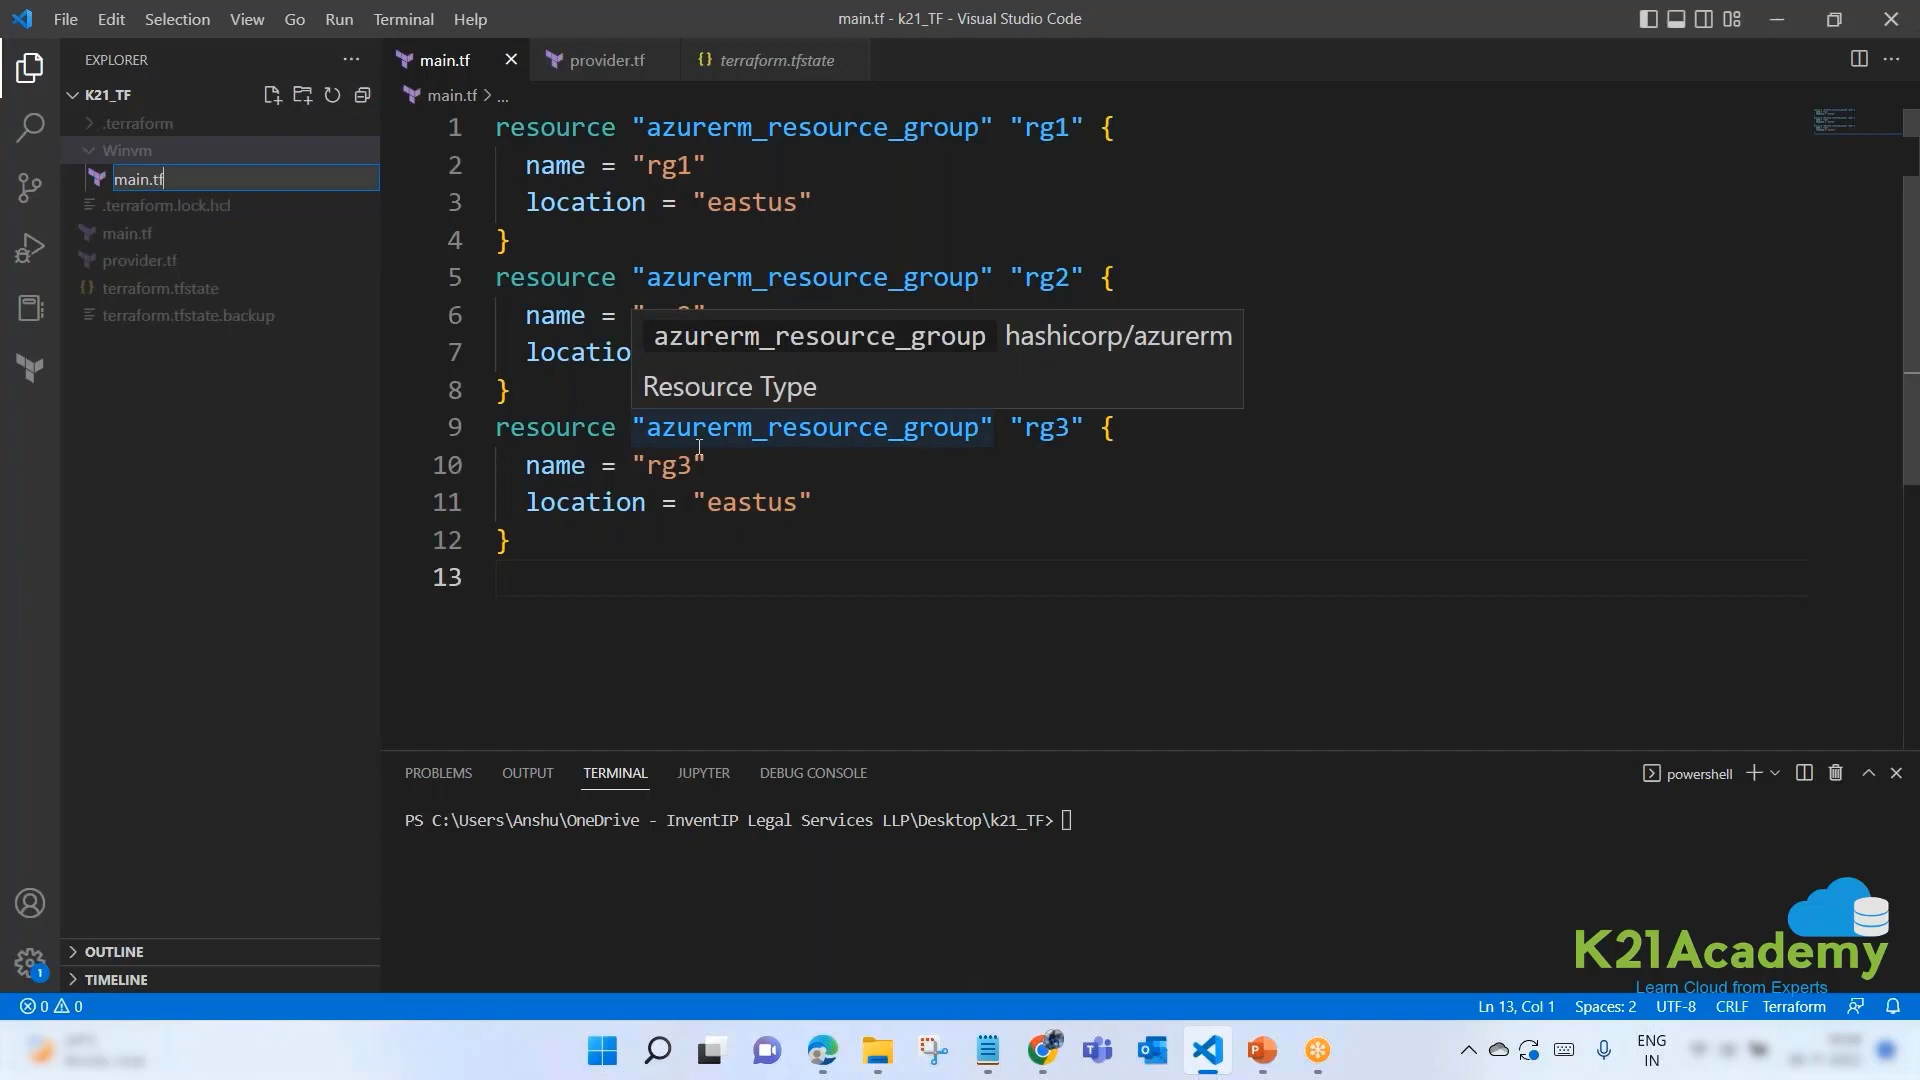 File Edit Selection View Go Run Terminal Help
main.tf - k21_TF - Visual Studio Code
EXPLORER
K21_TF
.terraform
Winvm
main.tf
.terraform.lock.hcl
main.tf
provider.tf
terraform.tfstate
terraform.tfstate.backup
OUTLINE
TIMELINE
main.tf provider.tf {} terraform.tfstate
main.tf > ...
1 resource "azurerm_resource_group" "rg1" {
2 name = "rg1"
3 location = "eastus"
4 }
5 resource "azurerm_resource_group" "rg2" {
6 name =
7 locatio
8 }
azurerm_resource_group hashicorp/azurerm
Resource Type
9 resource "azurerm_resource_group" "rg3" {
10 name = "rg3"
11 location = "eastus"
12 }
13
PROBLEMS OUTPUT TERMINAL JUPYTER DEBUG CONSOLE
powershell
PS C:\Users\Anshu\OneDrive - InventIP Legal Services LLP\Desktop\k21_TF>
K21Academy
Learn Cloud from Experts
1
0 0
Ln 13, Col 1 Spaces: 2 UTF-8 CRLF Terraform
ENG
IN